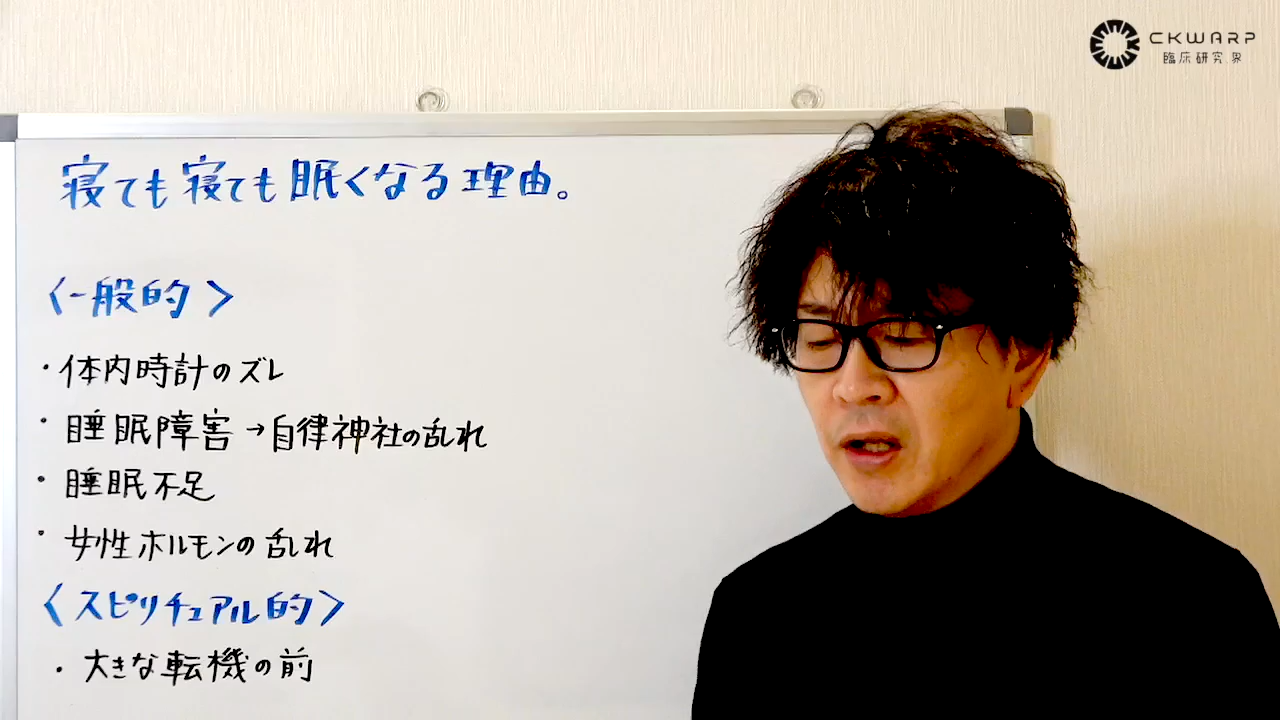 CKWARP
臨床研究界
寝ても寝ても眠くなる理由。
〈一般的〉
・体内時計のズレ
・睡眠障害→自律神社の乱れ
・睡眠不足
・女性ホルモンの乱れ
〈スピリチュアル的〉
・大きな転機の前